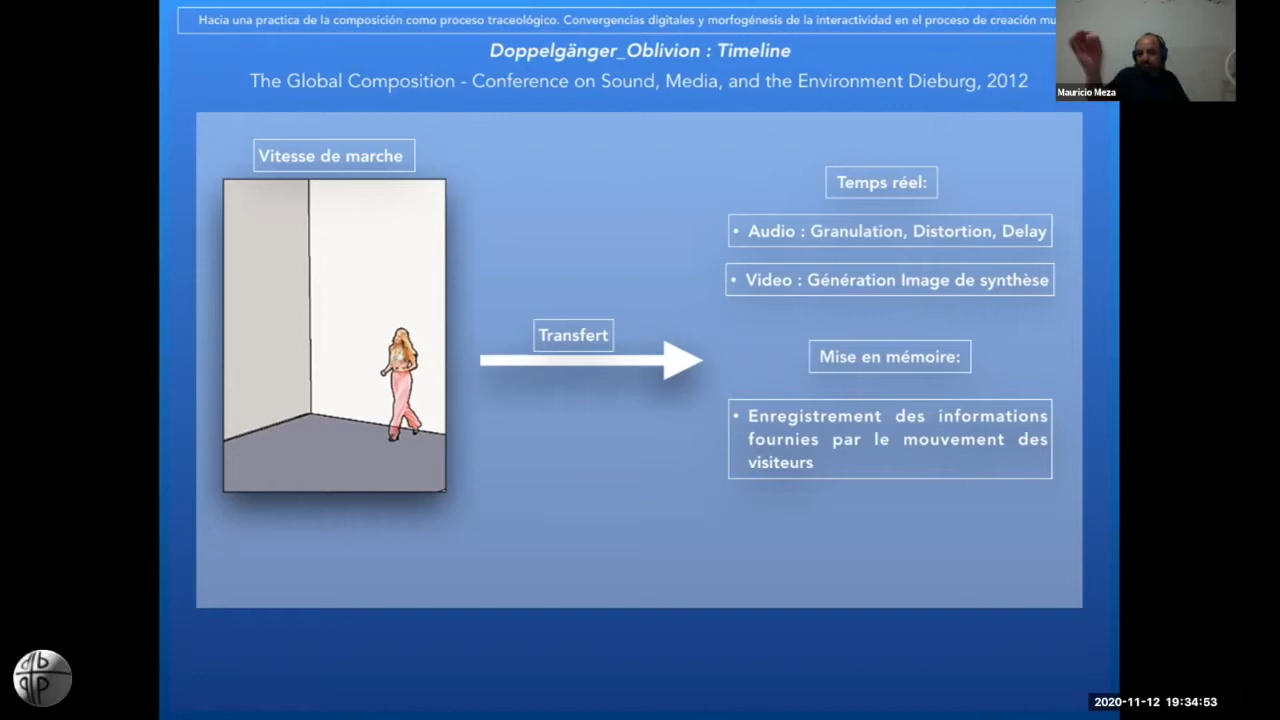 Hacia una practica de la composición como proceso traceológico. Convergencias digitales y morfogénesis de la interactividad en el proceso de creación mu
Doppelgänger_Oblivion : Timeline
The Global Composition - Conference on Sound, Media, and the Environment Dieburg, 2012
Mauricio Meza
Vitesse de marche
Transfert
Temps réel:
• Audio : Granulation, Distortion, Delay
• Video : Génération Image de synthèse
Mise en mémoire:
• Enregistrement des informations
fournies par le mouvement des
visiteurs
db
qp
2020-11-12 19:34:53